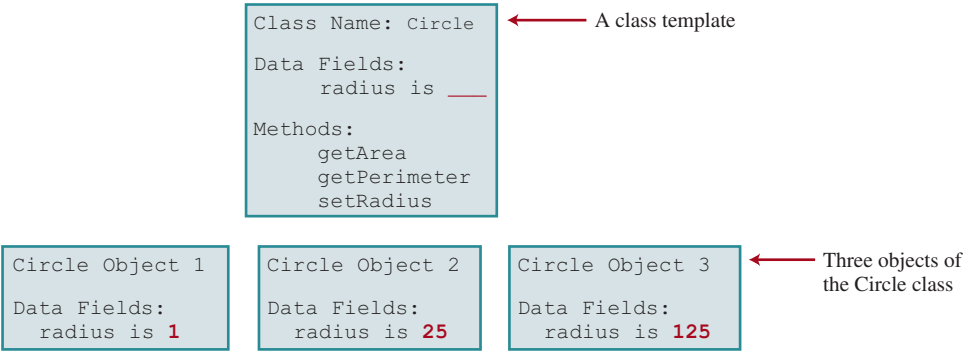 Class Name: Circle
A class template
Data Fields:
radius is ___
Methods:
getArea
getPerimeter
setRadius
Circle Object 1
Data Fields:
radius is 1
Circle Object 2
Data Fields:
radius is 25
Circle Object 3
Data Fields:
radius is 125
Three objects of
the Circle class